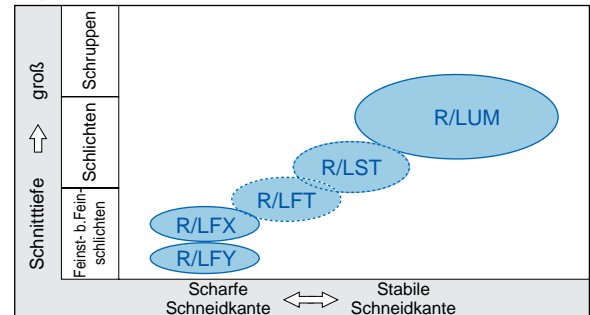 Schnitttiefe groß
Schruppen
Schlichten
Feinst- b.Fein-
schlichten
R/LUM
R/LST
R/LFT
R/LFX
R/LFY
Scharfe
Schneidkante
Stabile
Schneidkante